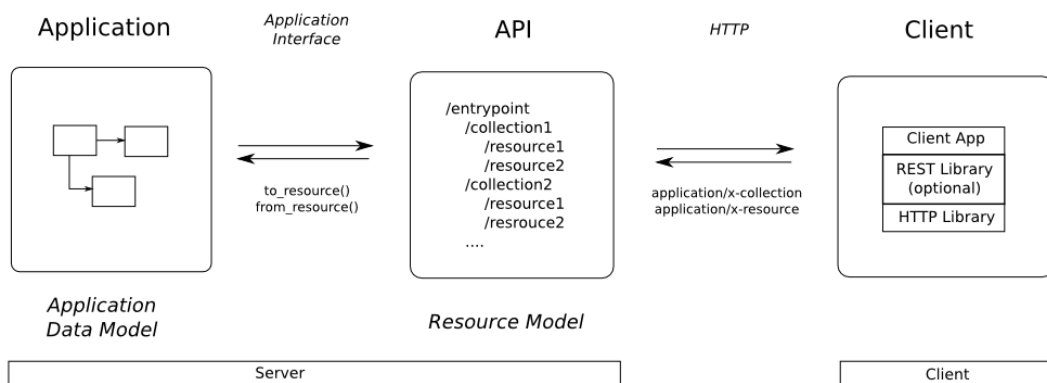 Application
Application
Interface
API
HTTP
Client
/entrypoint
/collection1
/resource1
/resource2
/collection2
/resource1
/resrouce2
....
to_resource()
from_resource()
application/x-collection
application/x-resource
Client App
REST Library
(optional)
HTTP Library
Application
Data Model
Resource Model
Server
Client